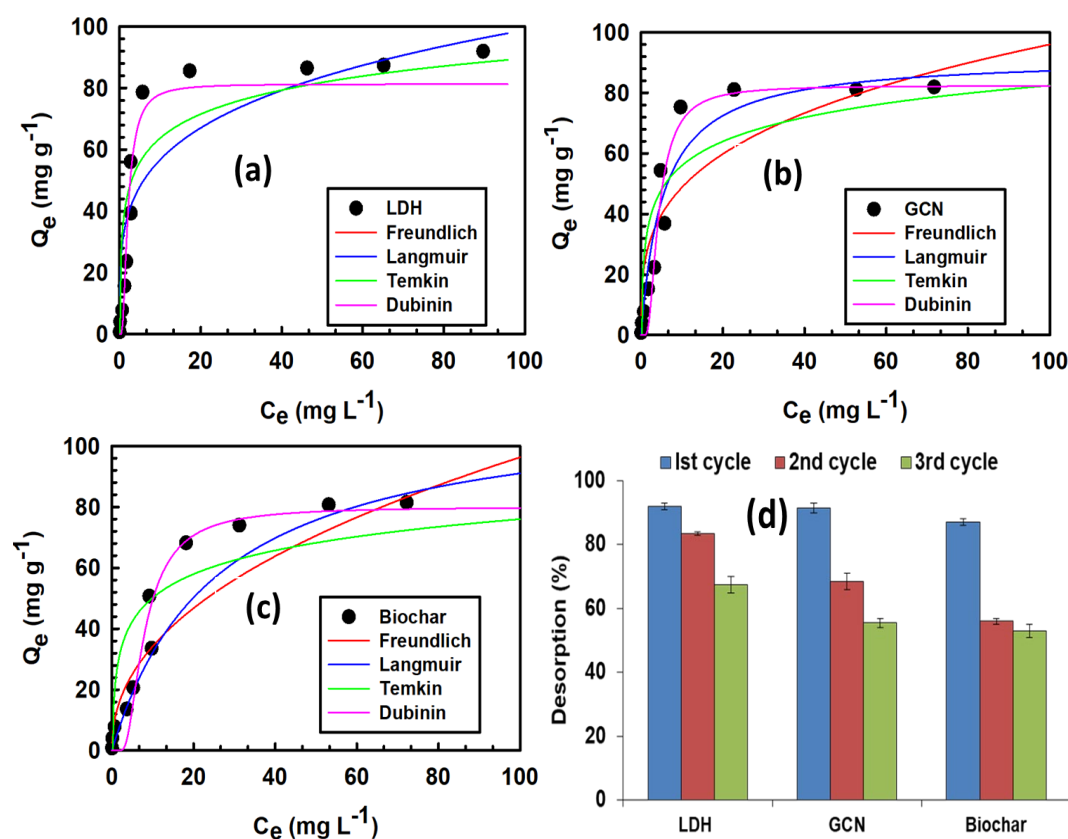 100
80
60
40
20
0
Qe (mg g-1)
(a)
LDH
Freundlich
Langmuir
Temkin
Dubinin
0 20 40 60 80 100
Ce (mg L-1)
100
80
60
40
20
0
Qe (mg g-1)
(b)
GCN
Freundlich
Langmuir
Temkin
Dubinin
0 20 40 60 80 100
Ce (mg L-1)
100
80
60
40
20
0
Qe (mg g-1)
(c)
Biochar
Freundlich
Langmuir
Temkin
Dubinin
0 20 40 60 80 100
Ce (mg L-1)
Ist cycle 2nd cycle 3rd cycle
(d)
100
80
60
40
20
0
Desorption (%)
LDH GCN Biochar